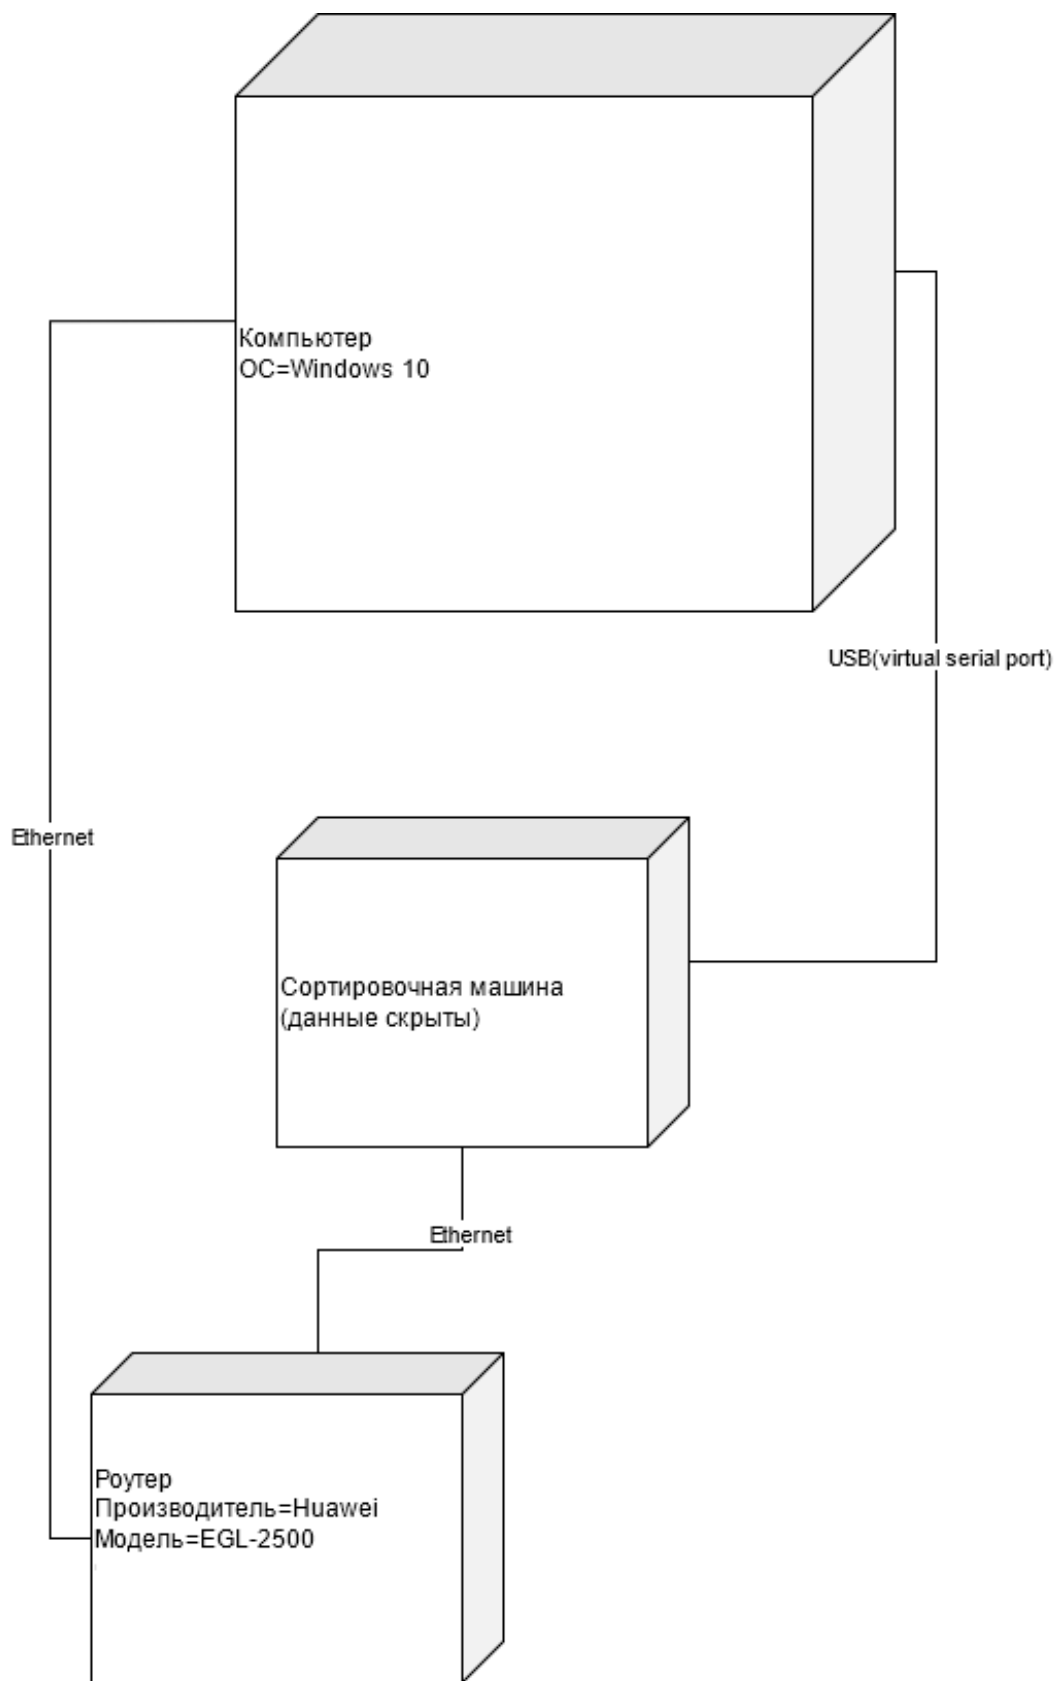 Компьютер
ОС=Windows 10
USB(virtual serial port)
Ethernet
Сортировочная машина
(данные скрыты)
Ethernet
Роутер
Производитель=Huawei
Модель=EGL-2500